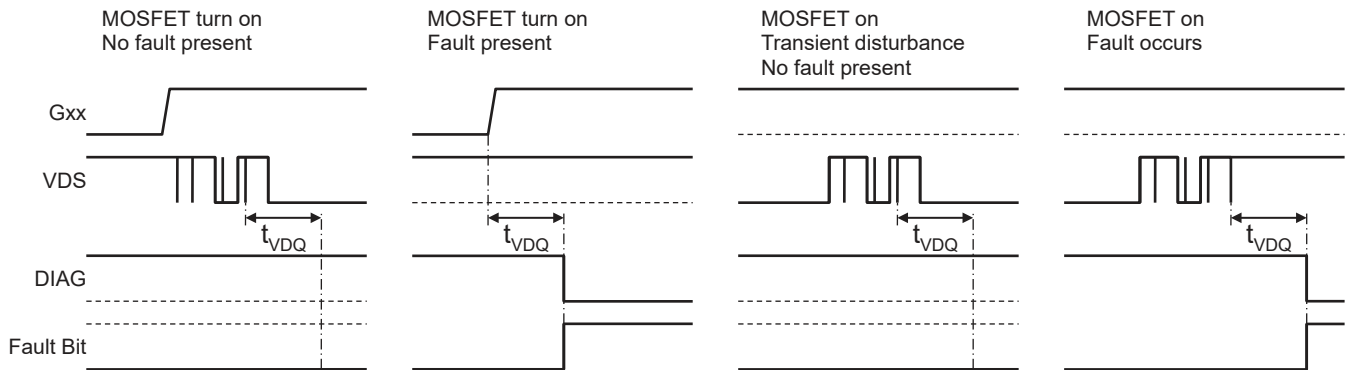 MOSFET turn on
No fault present
MOSFET turn on
Fault present
MOSFET on
Transient disturbance
No fault present
MOSFET on
Fault occurs
Gxx
VDS
tVDQ
tVDQ
tVDQ
tVDQ
DIAG
Fault Bit